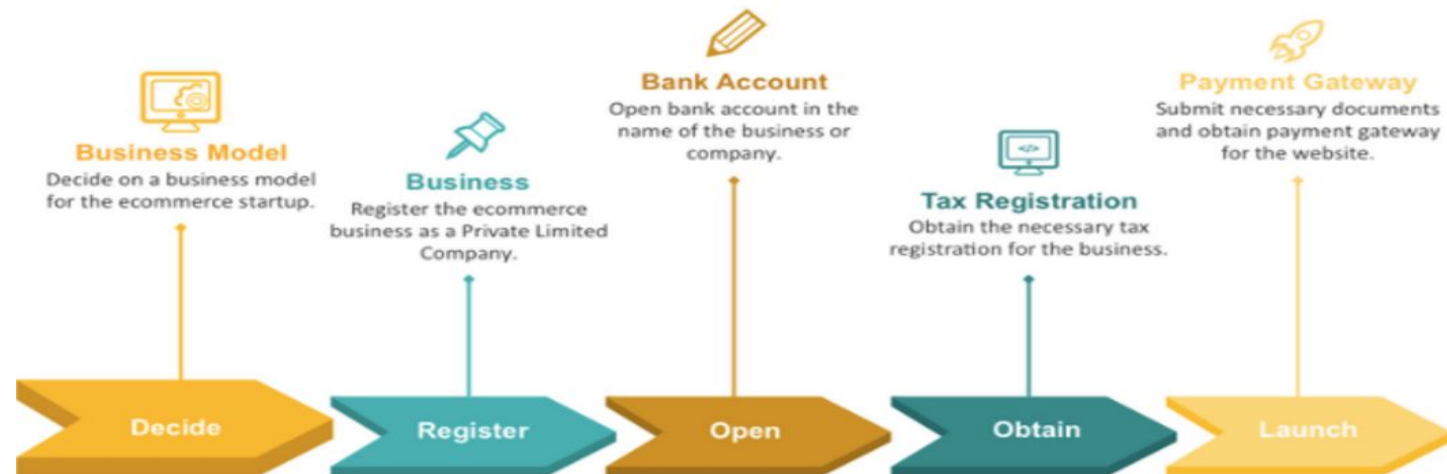 Business Model
Decide on a business model
for the ecommerce startup.
Business
Register the ecommerce
business as a Private Limited
Company.
Bank Account
Open bank account in the
name of the business or
company.
Tax Registration
Obtain the necessary tax
registration for the business.
Payment Gateway
Submit necessary documents
and obtain payment gateway
for the website.
Decide
Register
Open
Obtain
Launch